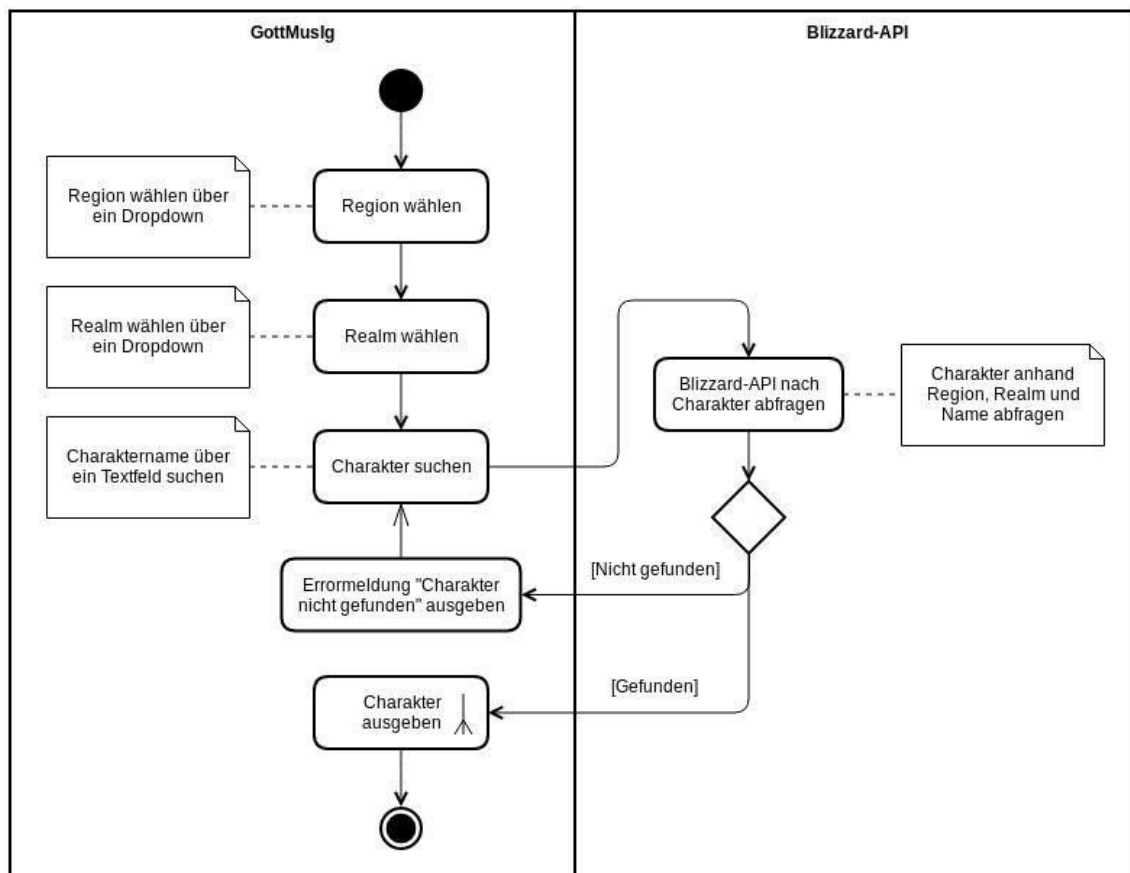 GottMusIg
Blizzard-API
Region wählen über
ein Dropdown
Region wählen
Realm wählen über
ein Dropdown
Realm wählen
Blizzard-API nach
Charakter abfragen
Charakter anhand
Region, Realm und
Name abfragen
Charaktername über
ein Textfeld suchen
Charakter suchen
[Nicht gefunden]
Errormeldung "Charakter
nicht gefunden" ausgeben
[Gefunden]
Charakter
ausgeben